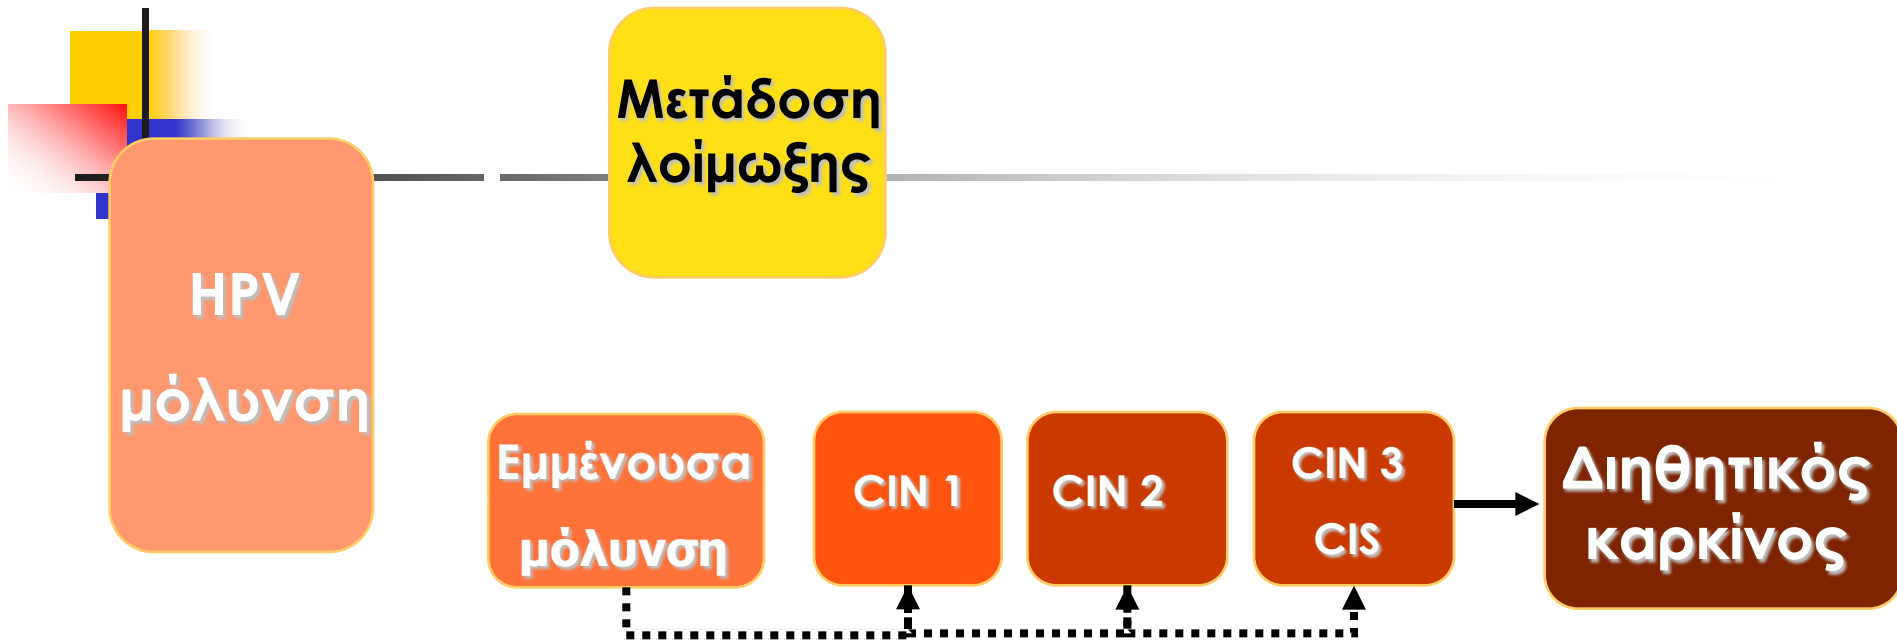 Μετάδοση
λοίμωξης
HPV
μόλυνση
Εμμένουσα
μόλυνση
CIN 1
CIN 2
CIN 3
CIS
Διηθητικός
καρκίνος